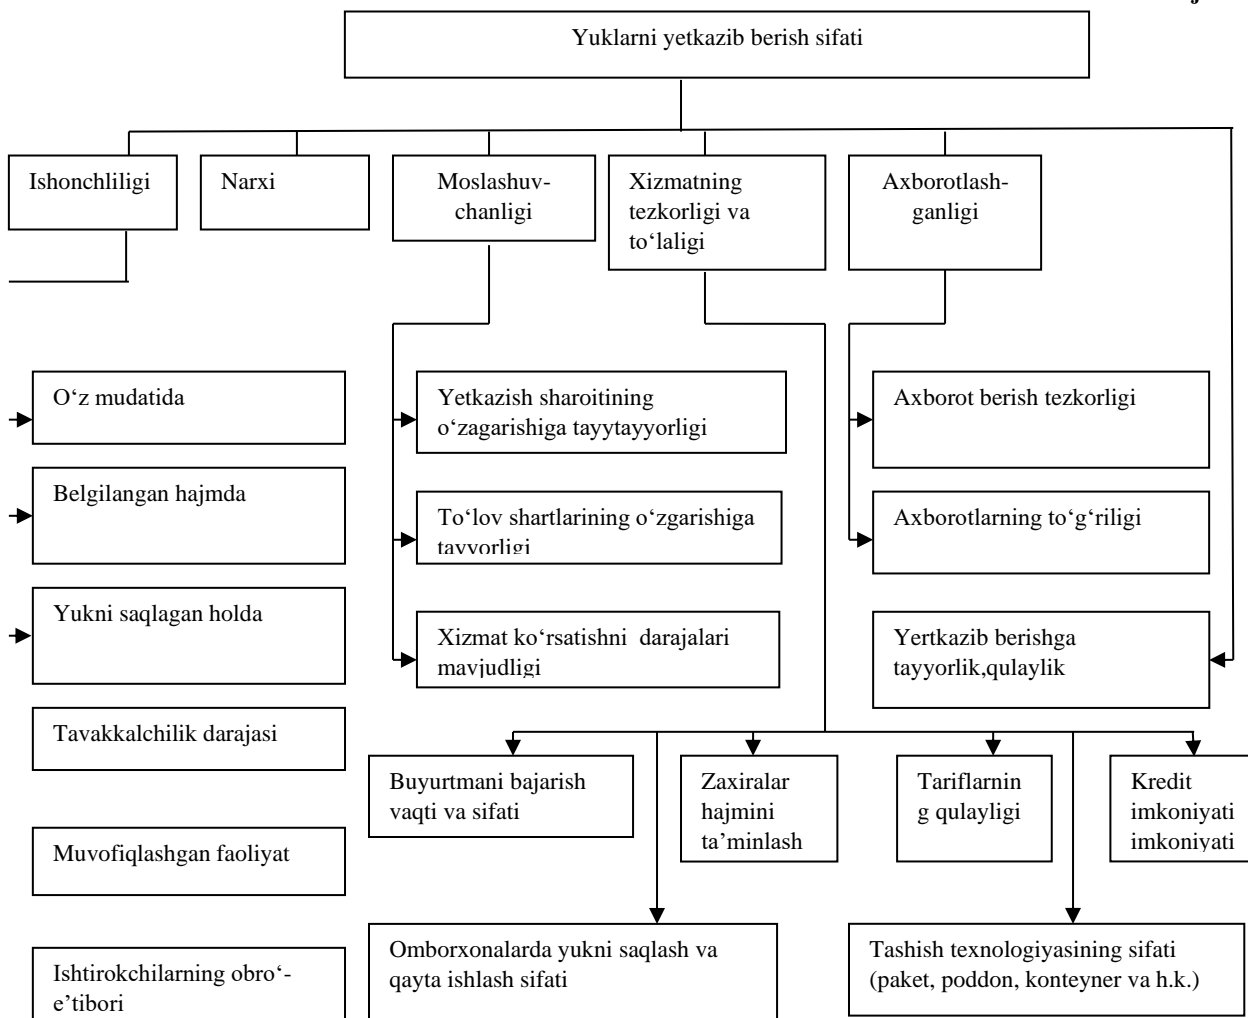 Yuklarni yetkazib berish sifati
Ishonchliligi
Narxi
Moslashuv-
chanligi
Xizmatning
tezkorligi va
to‘laligi
Axborotlash-
ganligi
O‘z mudatida
Belgilangan hajmda
Yukni saqlagan holda
Tavakkalchilik darajasi
Muvofiqlashgan faoliyat
Ishtirokchilarning obro‘-
e’tibori
Yetkazish sharoitining
o‘zagarishiga tayytayyorligi
To‘lov shartlarining o‘zgarishiga
tayyorligi
Xizmat ko‘rsatishni darajalari
mavjudligi
Axborot berish tezkorligi
Axborotlarning to‘g‘riligi
Yertkazib berishga
tayyorlik,qulaylik
Buyurtmani bajarish
vaqti va sifati
Zaxiralar
hajmini
ta’minlash
Tariflarnin
g qulayligi
Kredit
imkoniyati
imkoniyati
Omborxonalarda yukni saqlash va
qayta ishlash sifati
Tashish texnologiyasining sifati
(paket, poddon, konteyner va h.k.)